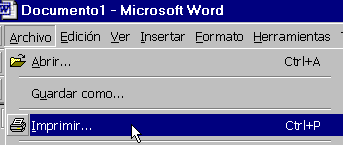 Documento1 - Microsoft Word
Archivo Edición Ver Insertar Formato Herramientas
Abrir... Ctrl+A
Guardar como...
Imprimir... Ctrl+P